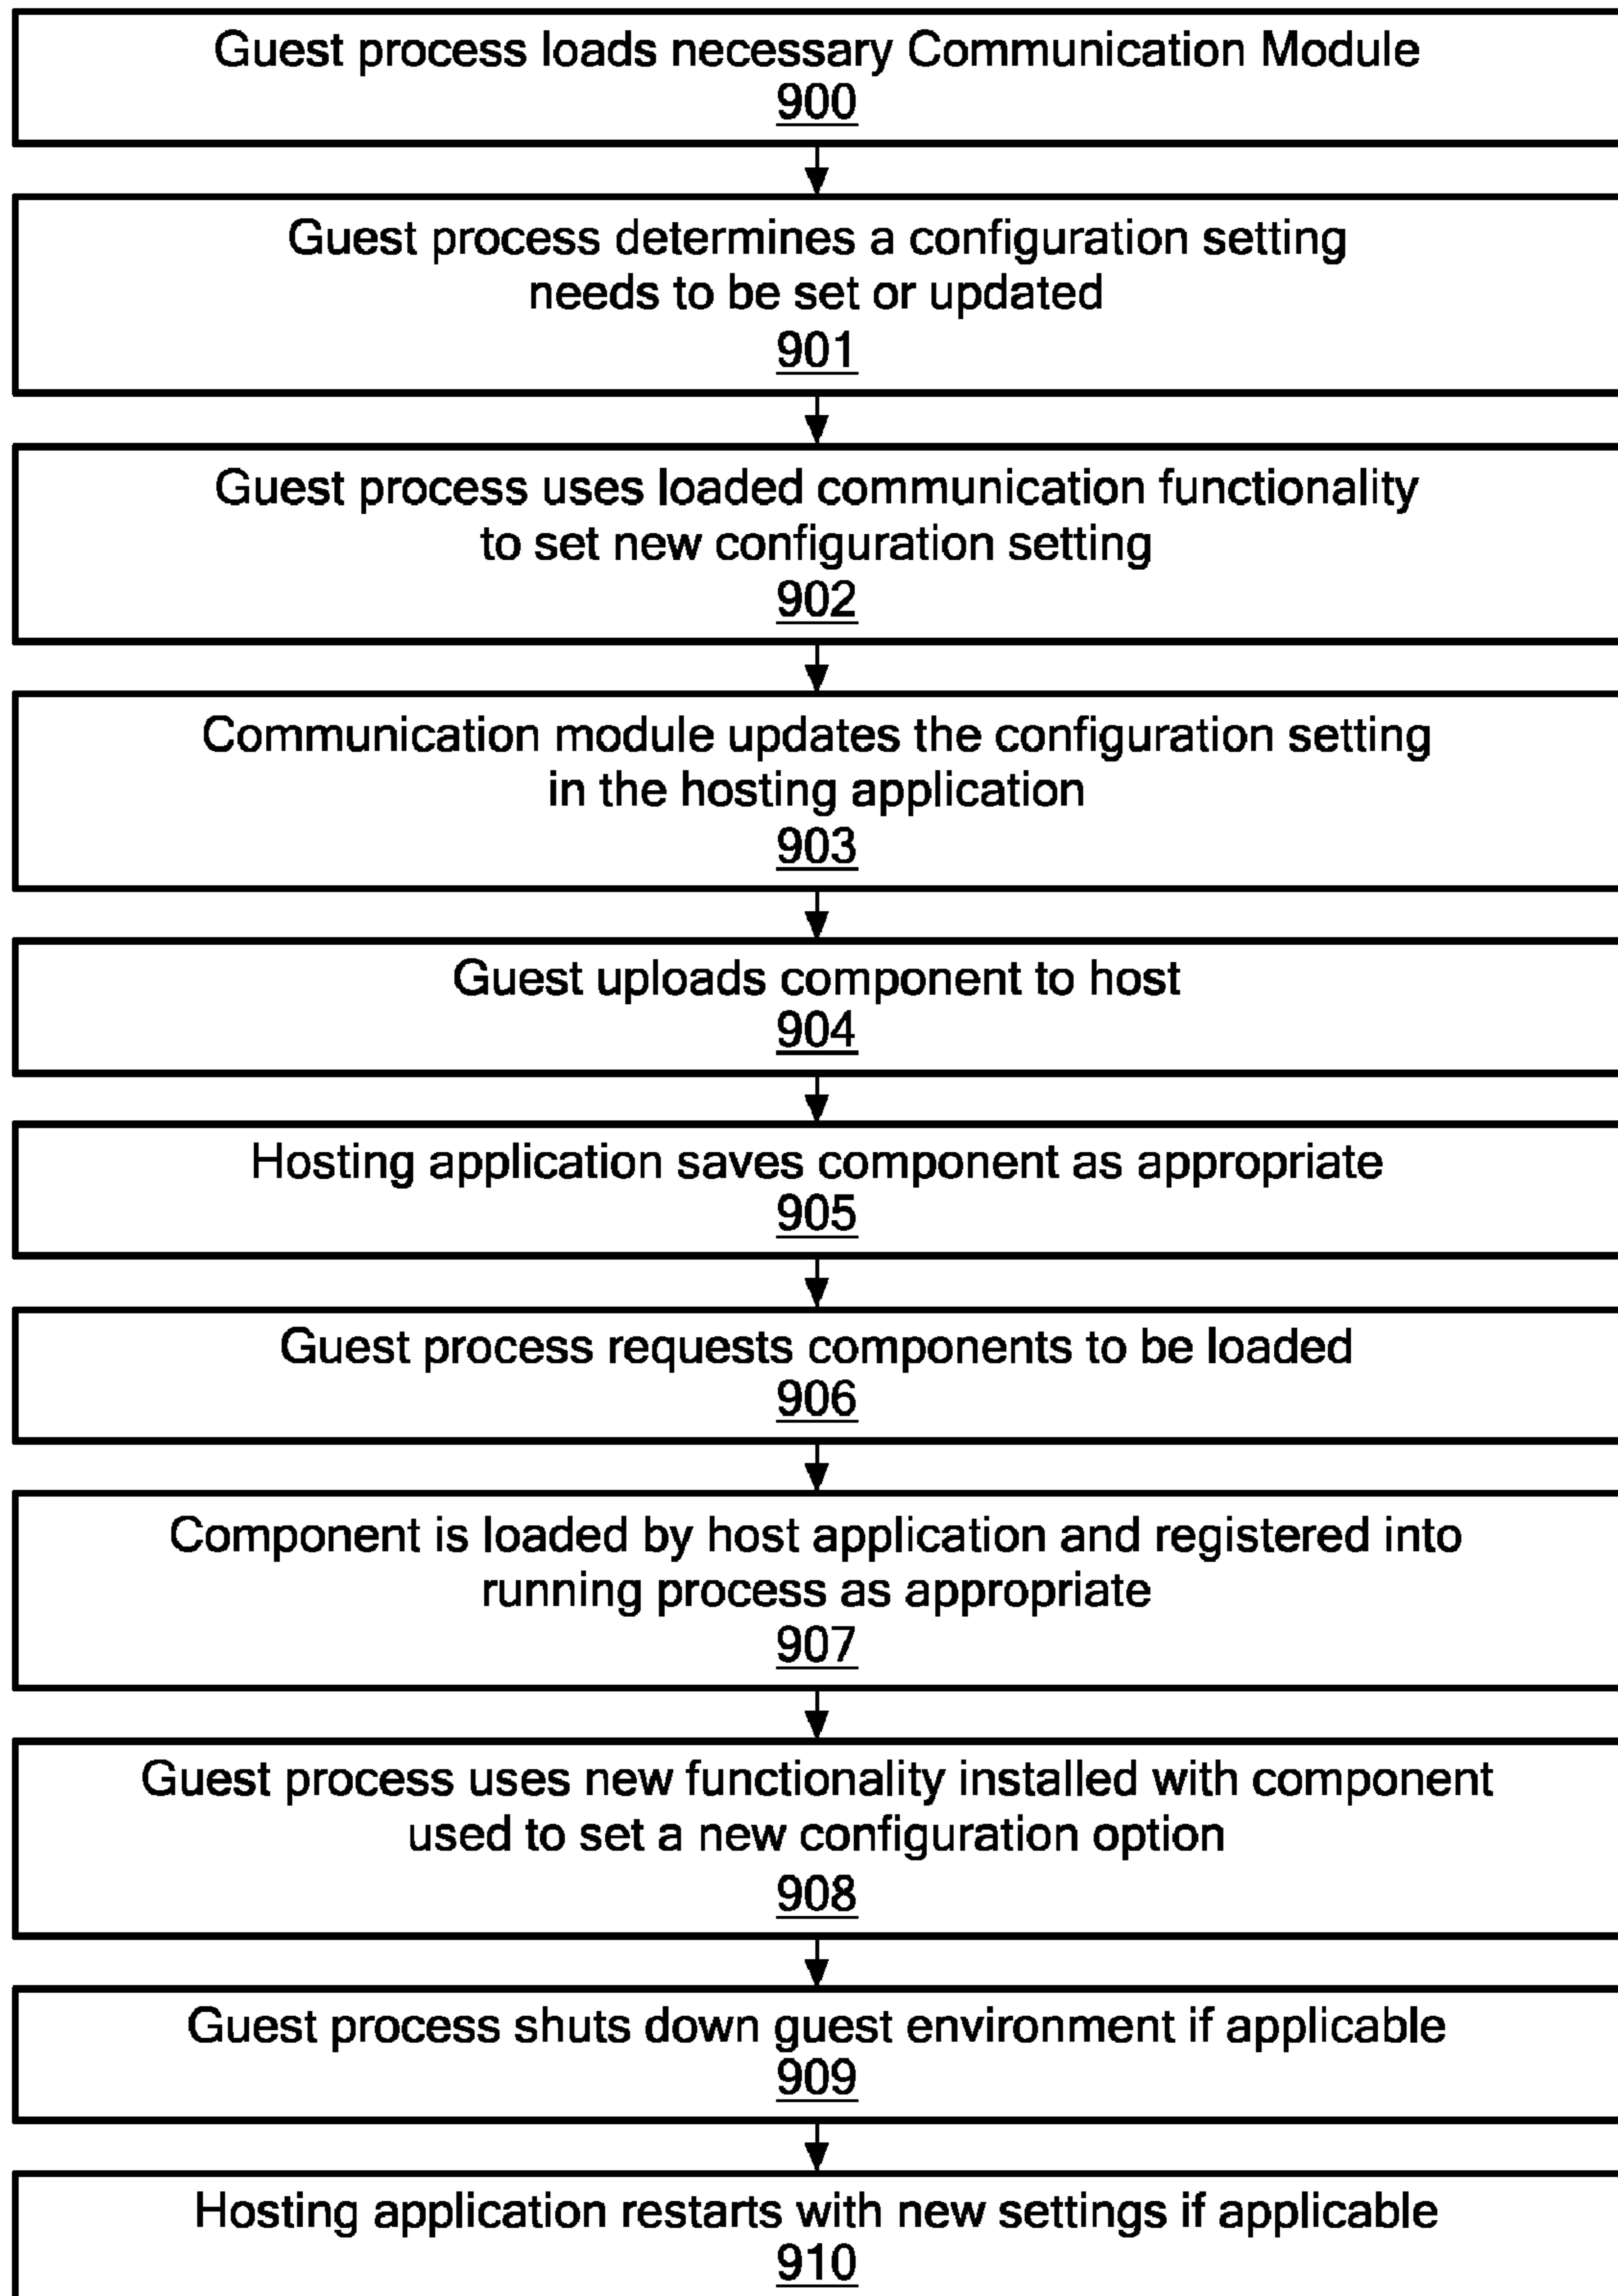 Guest process loads necessary Communication Module
900
Guest process determines a configuration setting
needs to be set or updated
901
Guest process uses loaded communication functionality
to set new configuration setting
902
Communication module updates the configuration setting
in the hosting application
903
Guest uploads component to host
904
Hosting application saves component as appropriate
905
Guest process requests components to be loaded
906
Component is loaded by host application and registered into
running process as appropriate
907
Guest process uses new functionality installed with component
used to set a new configuration option
908
Guest process shuts down guest environment if applicable
909
Hosting application restarts with new settings if applicable
910